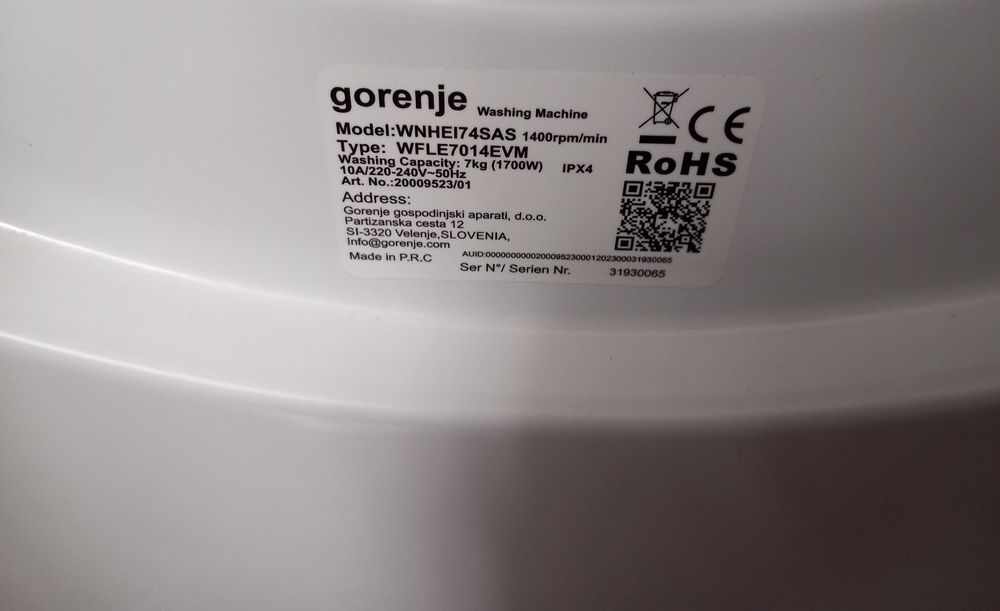 gorenje Washing Machine
Model:WNHEI74SAS 1400rpm/min
Type: WFLE7014EVM
Washing Capacity: 7kg (1700W) IPX4
10A/220-240V~50Hz
Art. No.:20009523/01
CE
RoHS
Address:
Gorenje gospodinjski aparati, d.o.o.
Partizanska cesta 12
SI-3320 Velenje,SLOVENIA,
Info@gorenje.com
Made in P.R.C
AUID:0000000000200095230001202300031930065
Ser N°/ Serien Nr. 31930065